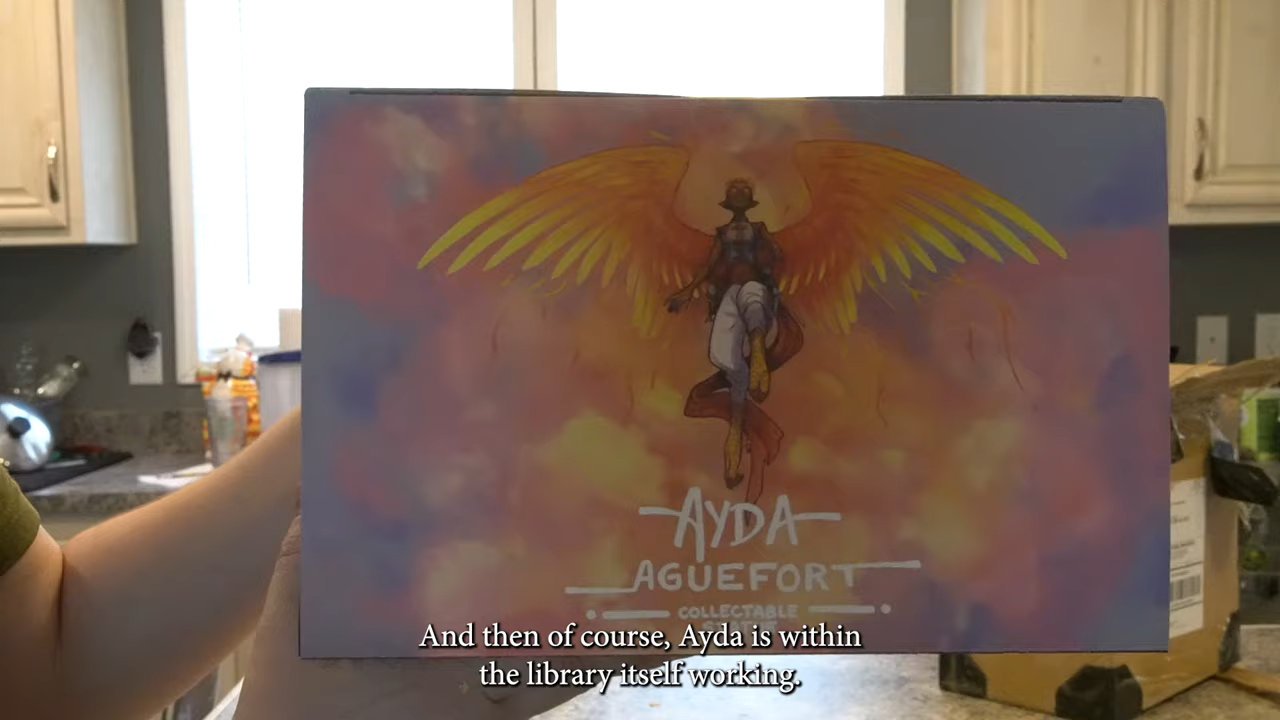 AYDA
AGUEFORT
COLLECTABLE
And then of course, Ayda is within
the library itself working.